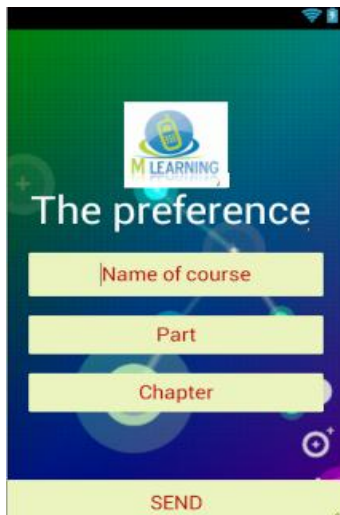 M LEARNING
The preference
Name of course
Part
Chapter
SEND